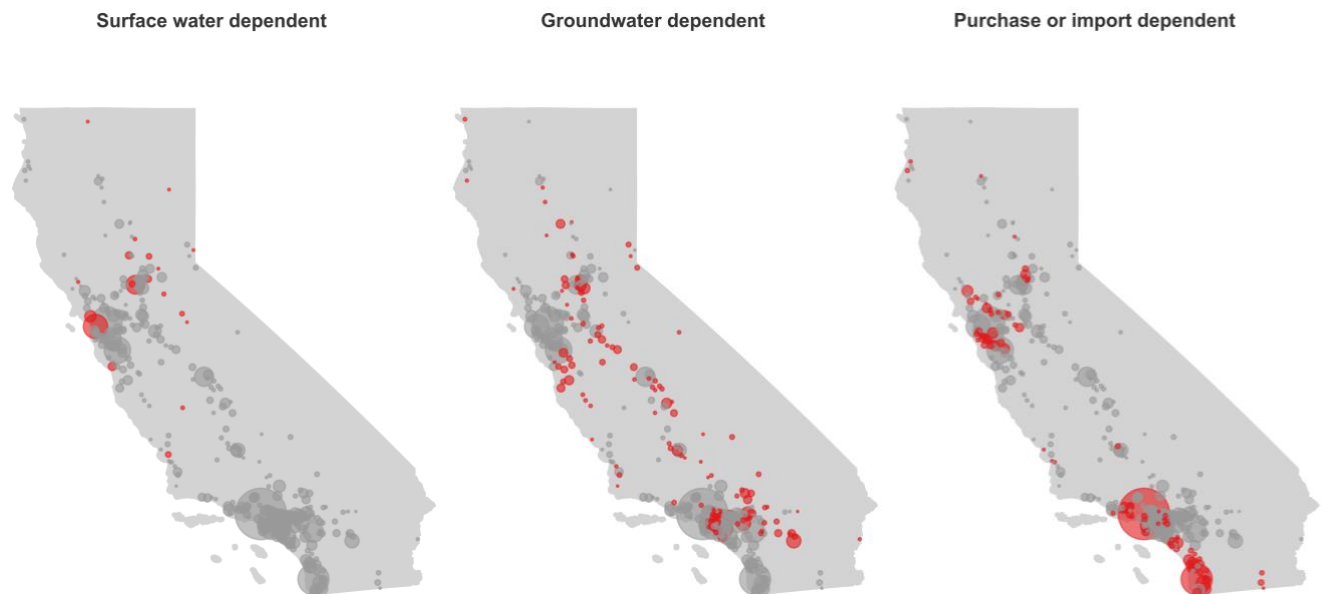 Surface water dependent
Groundwater dependent
Purchase or import dependent